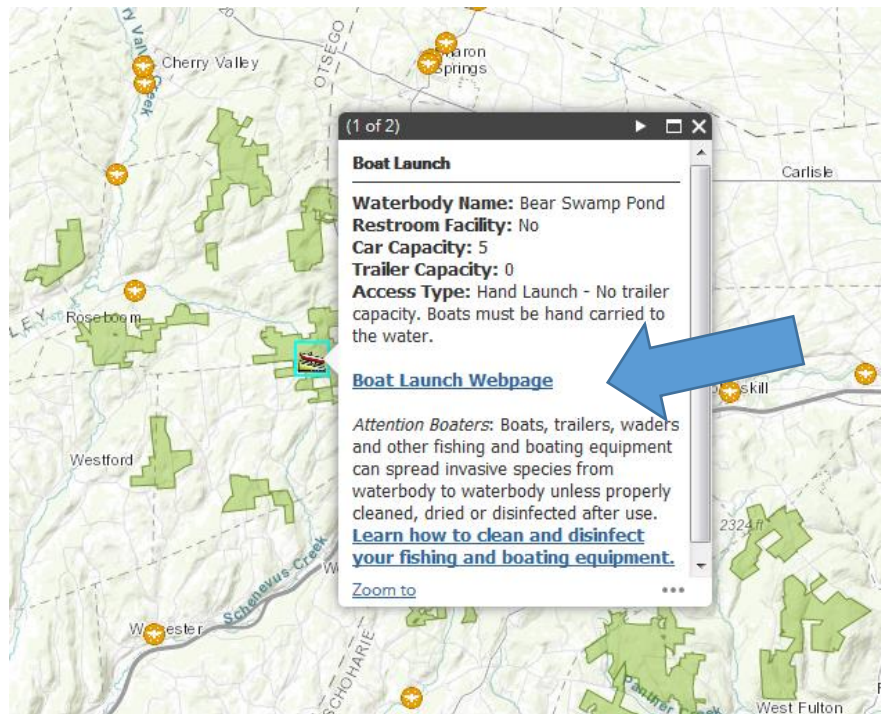 Cherry Valley
OTSEGO
Springs
(1 of 2)
Boat Launch
Carlisle
Waterbody Name: Bear Swamp Pond
Restroom Facility: No
Car Capacity: 5
Trailer Capacity: 0
Access Type: Hand Launch - No trailer
capacity. Boats must be hand carried to
the water.
Roseboom
Boat Launch Webpage
Attention Boaters: Boats, trailers, waders
and other fishing and boating equipment
can spread invasive species from
waterbody to waterbody unless properly
cleaned, dried or disinfected after use.
Learn how to clean and disinfect
your fishing and boating equipment.
Westford
2324 ft
Schenevus Creek
Zoom to
SCHOHARIE
Panther Creek
West Fulton